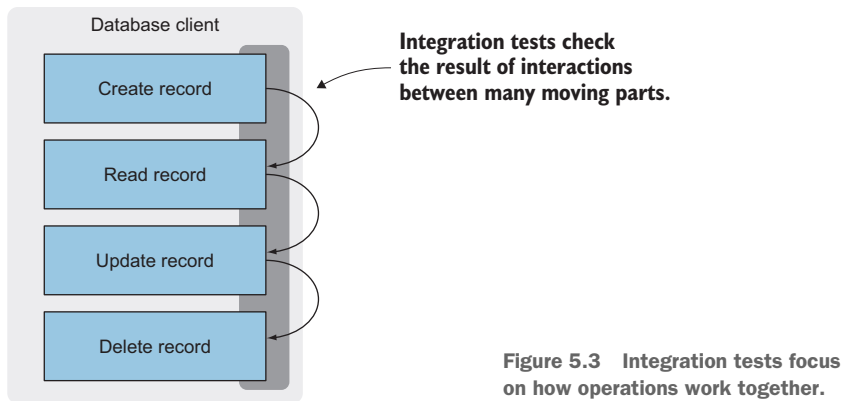 Database client
Create record
Read record
Update record
Delete record
Integration tests check
the result of interactions
between many moving parts.
Figure 5.3 Integration tests focus
on how operations work together.